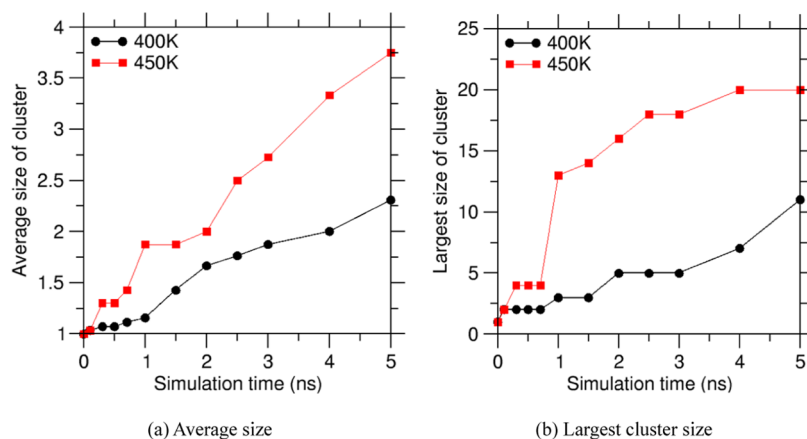 4
3.5
3
2.5
2
1.5
1
Average size of cluster
400K
450K
0 1 2 3 4 5
Simulation time (ns)
(a) Average size
25
20
15
10
5
0
Largest size of cluster
400K
450K
0 1 2 3 4 5
Simulation time (ns)
(b) Largest cluster size